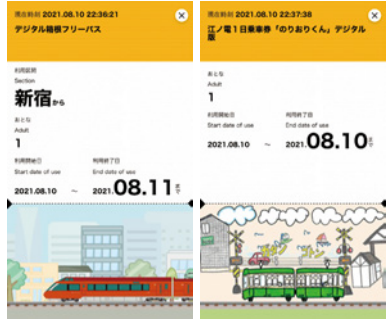 現在時刻 2021.08.10 22:36:21
デジタル箱根フリーパス
利用区間
Section
新宿から
おとな
Adult
1
利用開始日
Start date of use
利用終了日
End date of use
2021.08.10 ～ 2021.08.11まで
現在時刻 2021.08.10 22:37:38
江ノ電1日乗車券「のりおりくん」デジタル
版
おとな
Adult
1
利用開始日
Start date of use
利用終了日
End date of use
2021.08.10 ～ 2021.08.10まで